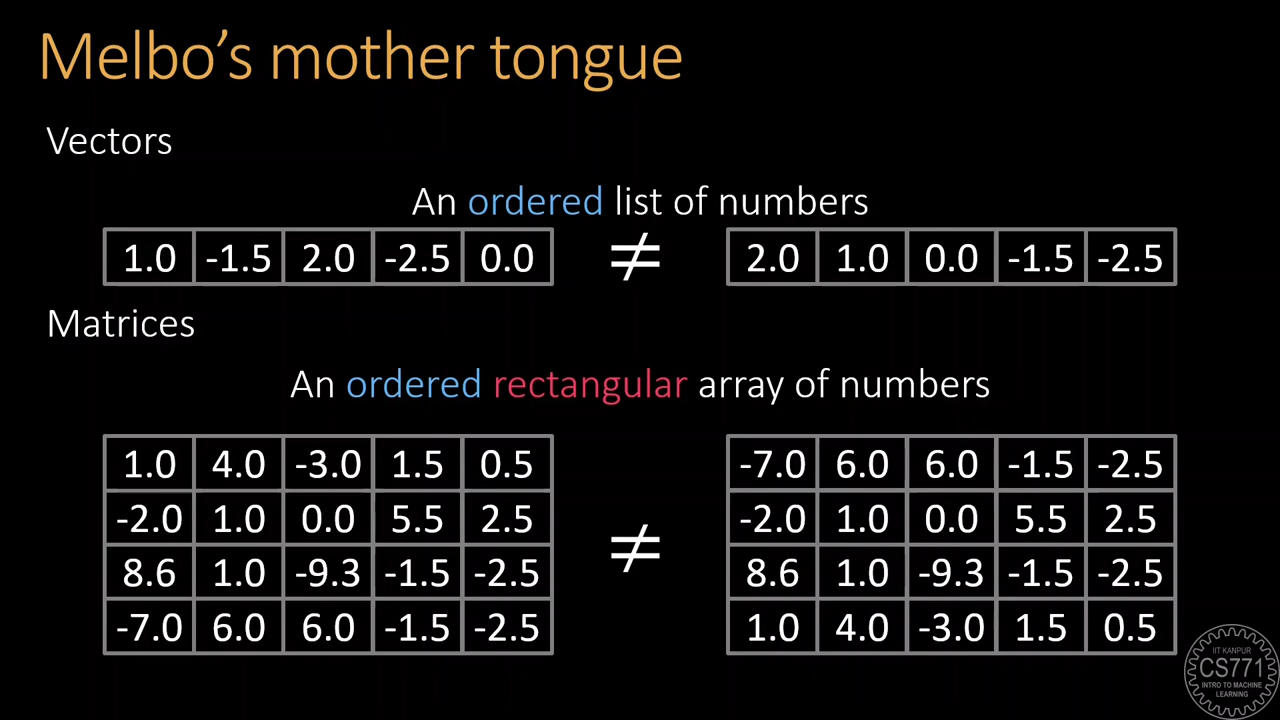 Melbo's mother tongue
Vectors
An ordered list of numbers
1.0 -1.5 2.0 -2.5 0.0 ≠ 2.0 1.0 0.0 -1.5 -2.5
Matrices
An ordered rectangular array of numbers
1.0 4.0 -3.0 1.5 0.5 -7.0 6.0 6.0 -1.5 -2.5
-2.0 1.0 0.0 5.5 2.5 -2.0 1.0 0.0 5.5 2.5
≠
8.6 1.0 -9.3 -1.5 -2.5 8.6 1.0 -9.3 -1.5 -2.5
-7.0 6.0 6.0 -1.5 -2.5 1.0 4.0 -3.0 1.5 0.5
IIT KANPUR
CS771
INTRO TO MACHINE
LEARNING